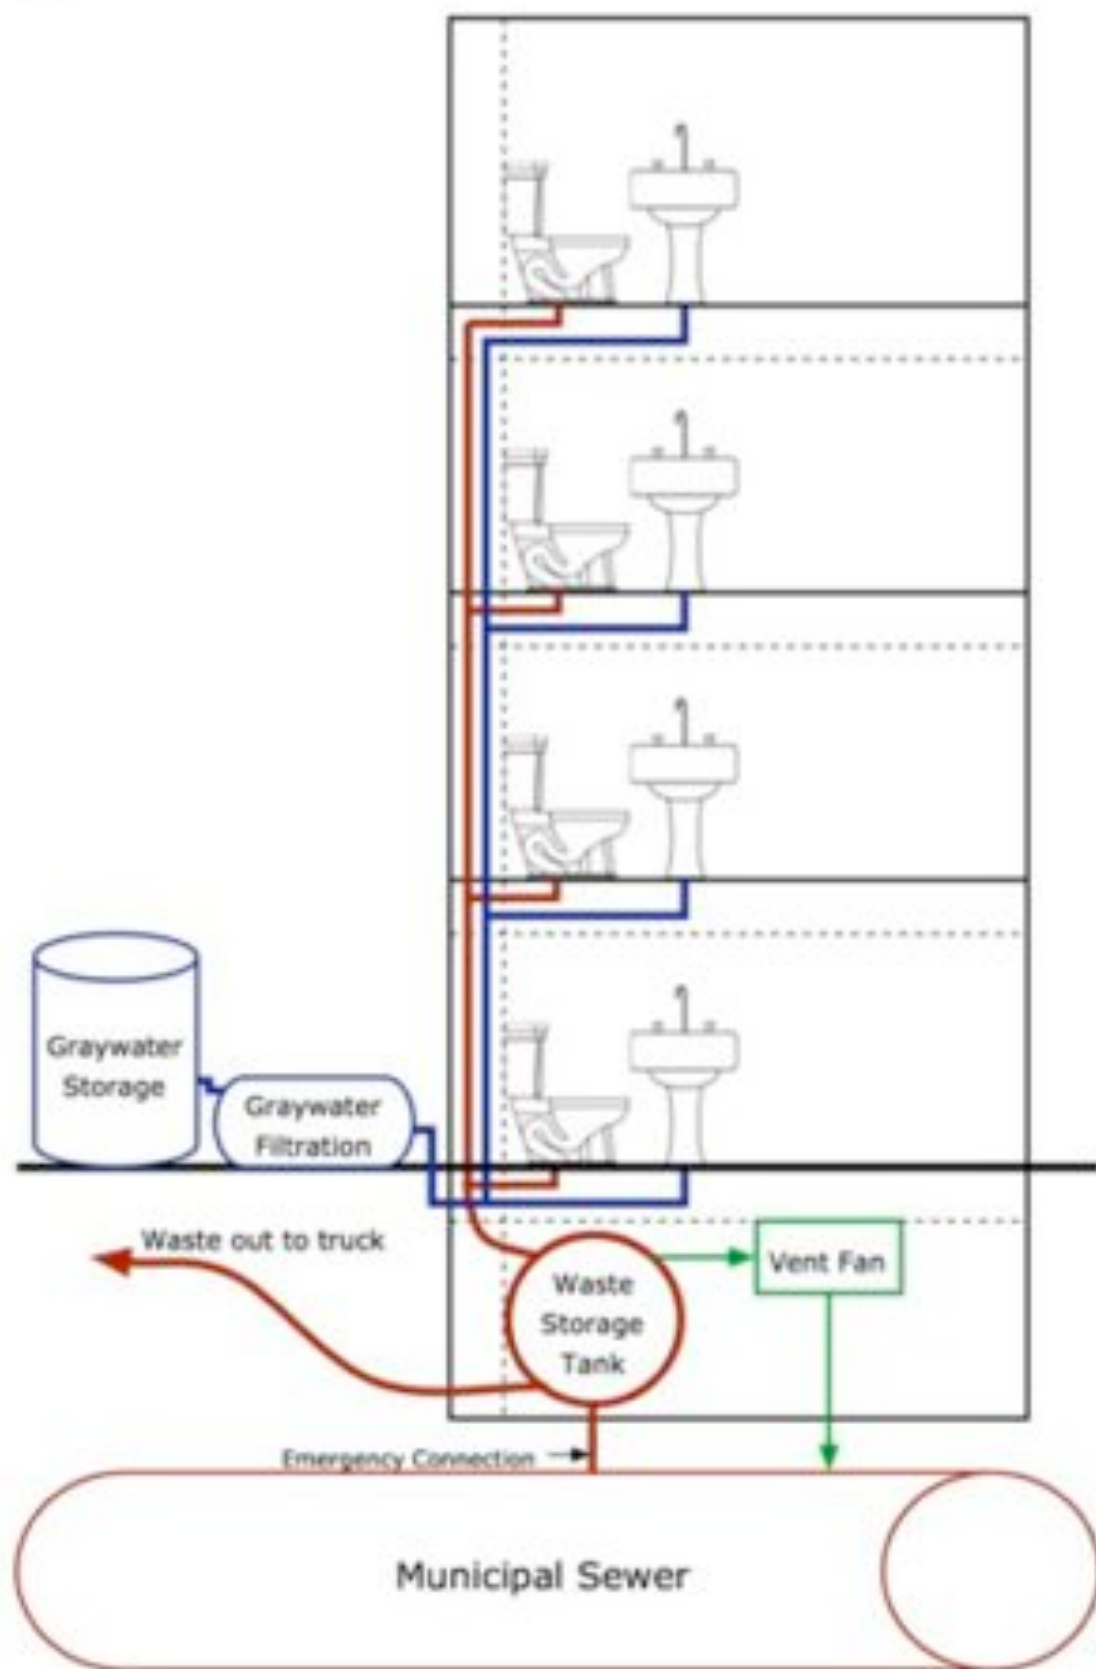 Graywater
Storage
Graywater
Filtration
Waste out to truck
Waste
Storage
Tank
Vent Fan
Emergency Connection
Municipal Sewer